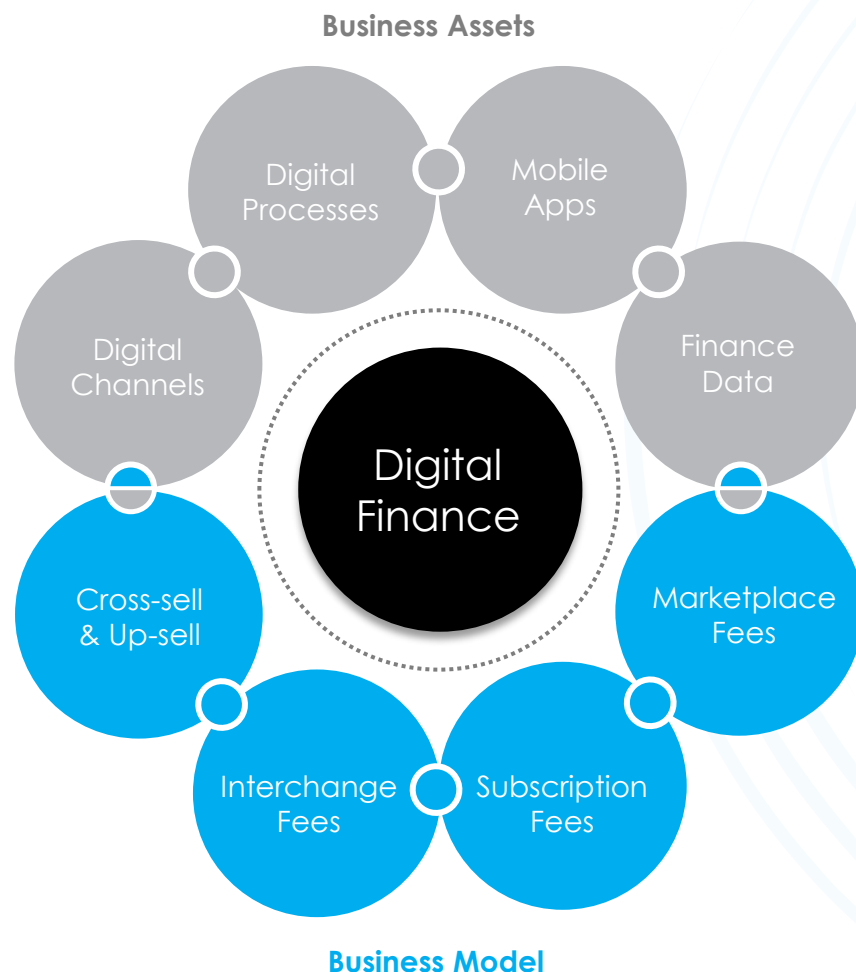 Business Assets
Digital
Processes
Mobile
Apps
Digital
Channels
Finance
Data
Digital
Finance
Cross-sell
& Up-sell
Marketplace
Fees
Interchange
Fees
Subscription
Fees
Business Model